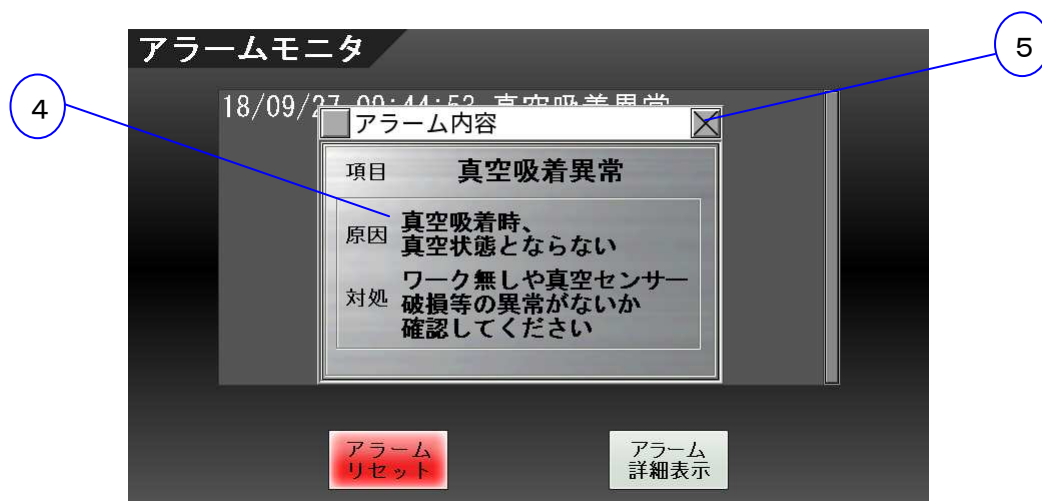 アラームモニタ
5
4
18/09/27 09:44:53 真空吸着異常
アラーム内容
項目 真空吸着異常
原因 真空吸着時、
真空状態とならない
対処 ワーク無しや真空センサー
破損等の異常がないか
確認してください
アラーム
リセット
アラーム
詳細表示